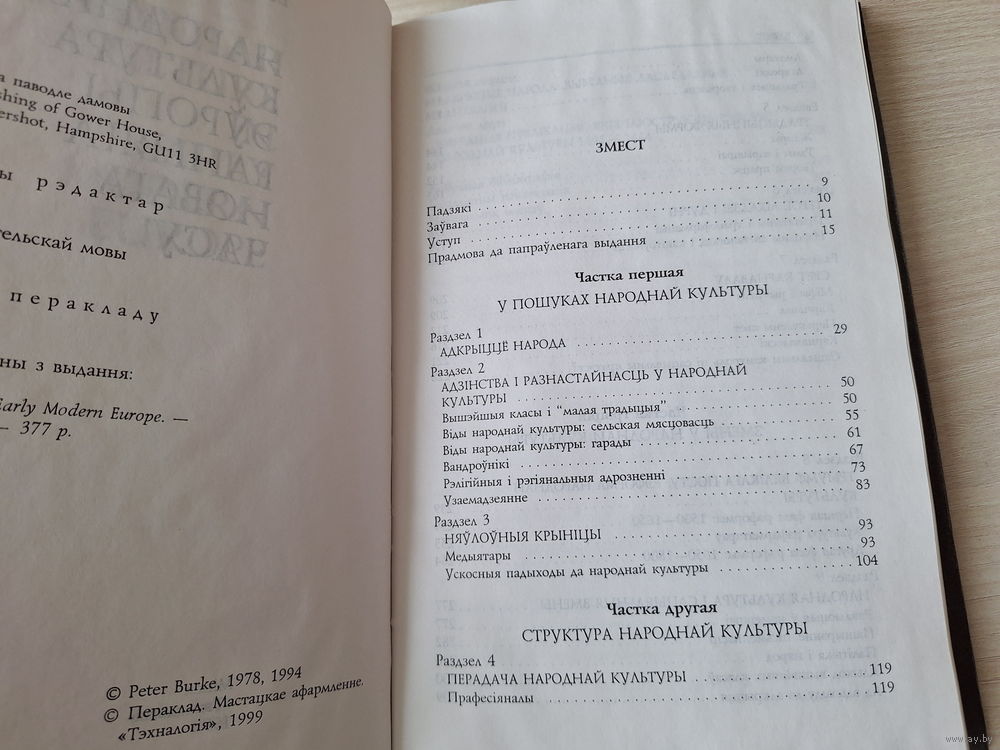 а паводле дамовы
shing of Gower House,
ershot, Hampshire, GU11 3HR
ы рэдактар
ельскай мовы
перакладу
ны з выдання:
Early Modern Europe. —
— 377 p.
© Peter Burke, 1978, 1994
© Пераклад. Мастацкае афармленне.
«Тэхналогія», 1999
ЗМЕСТ
Падзякі 9
Заўвага 10
Уступ 11
Прадмова да папраўленага выдання 15
Частка першая
У ПОШУКАХ НАРОДНАЙ КУЛЬТУРЫ
Раздзел 1
АДКРЫЦЦЁ НАРОДА 29
Раздзел 2
АДЗІНСТВА І РАЗНАСТАЙНАСЦЬ У НАРОДНАЙ
КУЛЬТУРЫ 50
Вышэйшыя класы і “малая традыцыя” 50
Віды народнай культуры: сельская мясцовасць 55
Віды народнай культуры: гарады 61
Вандроўнікі 67
Рэлігійныя і рэгіянальныя адрозненні 73
Узаемадзеянне 83
Раздзел 3
НЯЎЛОЎНЫЯ КРЫНІЦЫ 93
Медыятары 93
Ускосныя падыходы да народнай культуры 104
Частка другая
СТРУКТУРА НАРОДНАЙ КУЛЬТУРЫ
Раздзел 4
ПЕРАДАЧА НАРОДНАЙ КУЛЬТУРЫ 119
Прафесіяналы 119
www.ay.by